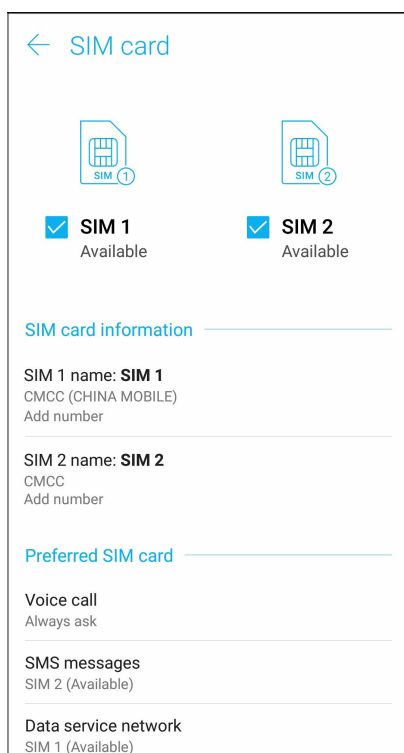 SIM card
SIM 1
SIM 2
SIM 1
SIM 2
Available
Available
SIM card information
SIM 1 name: SIM 1
CMCC (CHINA MOBILE)
Add number
SIM 2 name: SIM 2
CMCC
Add number
Preferred SIM card
Voice call
Always ask
SMS messages
SIM 2 (Available)
Data service network
SIM 1 (Available)